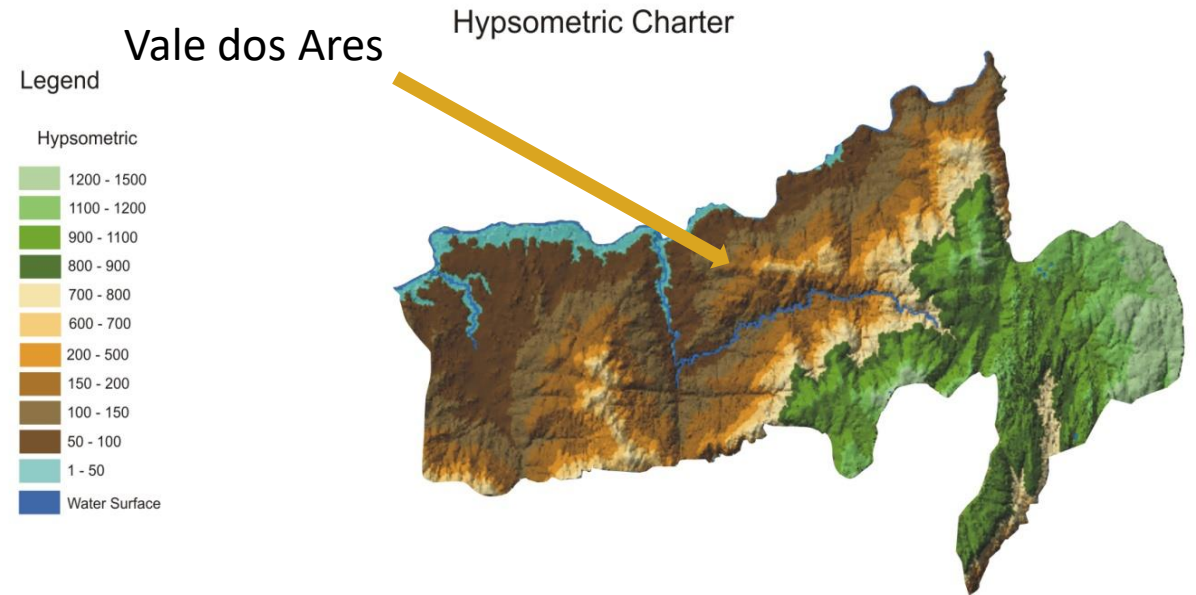 Hypsometric Charter
Vale dos Ares
Legend
Hypsometric
1200 - 1500
1100 - 1200
900 - 1100
800 - 900
700 - 800
600 - 700
200 - 500
150 - 200
100 - 150
50 - 100
1 - 50
Water Surface